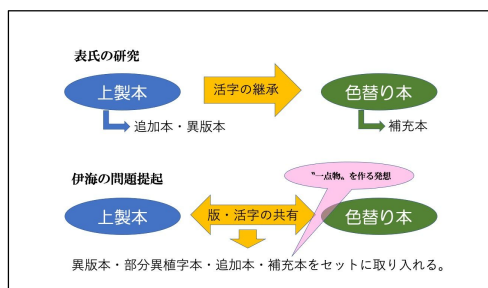 表氏の研究
上製本
活字の継承
色替り本
追加本・異版本
補充本
伊海の問題提起
〝一点物〟を作る発想
上製本
版・活字の共有
色替り本
異版本・部分異植字本・追加本・補充本をセットに取り入れる。